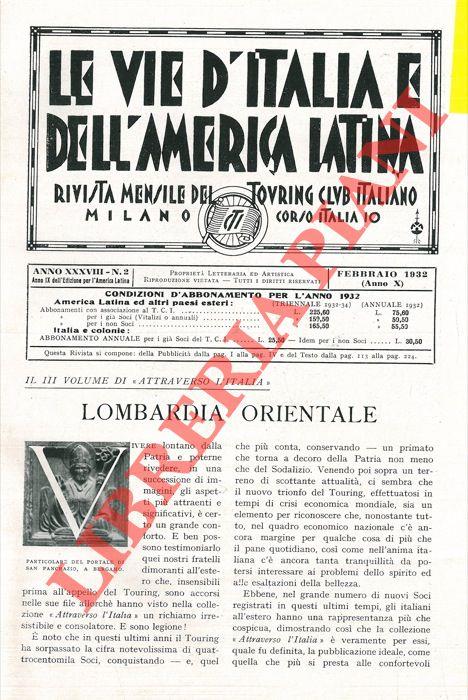 LE VIE D'ITALIA E
DELL'AMERICA LATINA
RIVISTA MENSILE DEL TOURING CLUB ITALIANO
MILANO CORSO ITALIA 10
CTI
ANNO XXXVIII - N. 2
Anno IX dell'Edizione per l'America Latina
PROPRIETÀ LETTERARIA ED ARTISTICA
RIPRODUZIONE VIETATA — TUTTI I DIRITTI RISERVATI
FEBBRAIO 1932
(Anno X)
CONDIZIONI D'ABBONAMENTO PER L'ANNO 1932
America Latina ed altri paesi esteri: (TRIENNALE 1932-34) (ANNUALE 1932)
Abbonamenti con associazione al T. C. I. L. 225,60 L. 75,60
» per i già Soci (Vitalizi o annuali) » 157,50 » 59,50
» per i non Soci » 165,50 » 55,50
Italia e colonie:
ABBONAMENTO ANNUALE per i già Soci del T. C. I. L. 25,50 — Idem per i non Soci L. 30,50
Questa Rivista si compone: della Pubblicità dalla pag. I alla pag. IV e del Testo dalla pag. 113 alla pag. 224.
IL III VOLUME DI «ATTRAVERSO L'ITALIA»
LOMBARDIA ORIENTALE
V
PARTICOLARE DEL PORTALE DI
SAN PANCRAZIO, A BERGAMO.
IVERE lontano dalla
Patria e poterne
rivedere, in una
successione di im-
magini, gli aspet-
ti più attraenti e
significativi, è cer-
to un grande con-
forto. E ben pos-
sono testimoniarlo
quei nostri fratelli
dimoranti all'este-
ro che, insensibili
prima all'appello del Touring, sono accorsi
nelle sue file allorchè hanno visto nella colle-
zione «Attraverso l'Italia» un richiamo irre-
sistibile e consolatore. E sono legione!
È noto che in questi ultimi anni il Touring
ha sorpassato la cifra notevolissima di quat-
trocentomila Soci, conquistando — e, quel
che più conta, conservando — un primato
che torna a decoro della Patria non meno
che del Sodalizio. Venendo poi sopra un ter-
reno di scottante attualità, ci sembra che
il nuovo trionfo del Touring, effettuatosi in
tempi di crisi economica mondiale, sia un
elemento per riconoscere che, nonostante tut-
to, nel quadro economico nazionale c'è an-
cora margine per qualche cosa di più che
il pane quotidiano, così come nell'anima ita-
liana c'è ancora tanta tranquillità da po-
tersi interessare ai problemi dello spirito ed
alle esaltazioni della bellezza.
Ebbene, nel grande numero di nuovi Soci
registrati in questi ultimi tempi, gli italiani
all'estero hanno una rappresentanza più che
cospicua, dimostrando così che la collezione
«Attraverso l'Italia» è veramente per essi,
quale fu definita, la pubblicazione ideale, come
quella che più si presta alle confortevoli
LIBRERIA PIANI